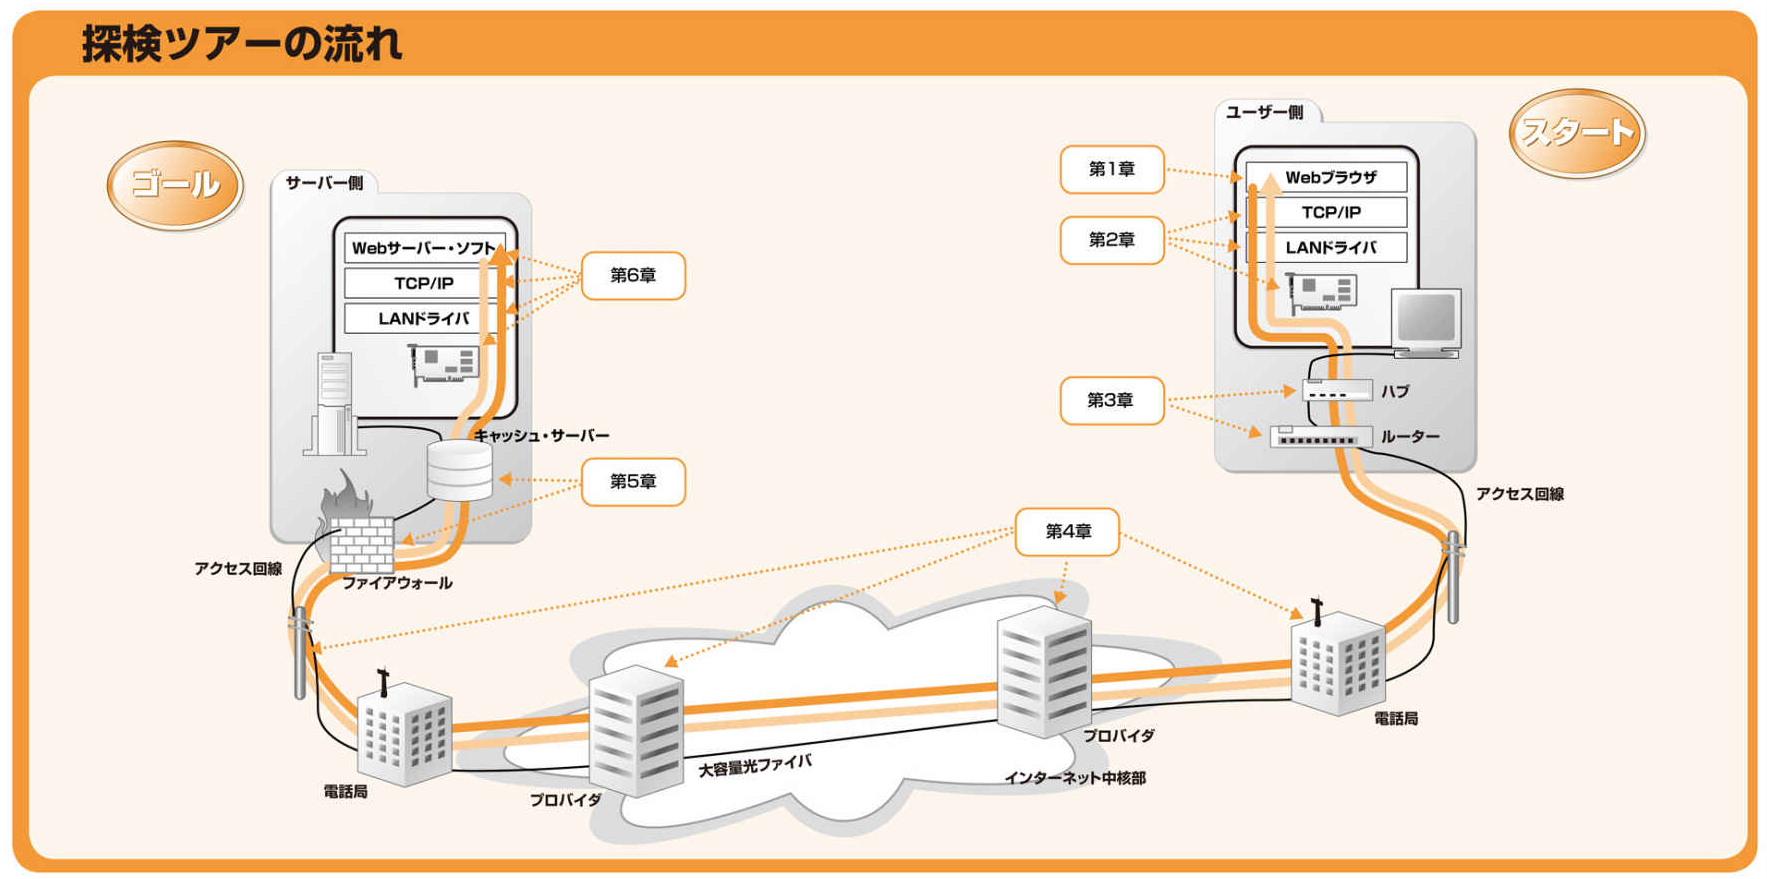 探検ツアーの流れ
スタート
ユーザー側
Webブラウザ
TCP/IP
LANドライバ
第1章
第2章
第3章
ハブ
ルーター
アクセス回線
第4章
電話局
プロバイダ
インターネット中核部
大容量光ファイバ
プロバイダ
電話局
アクセス回線
ファイアウォール
第5章
キャッシュ・サーバー
第6章
ゴール
サーバー側
Webサーバー・ソフト
TCP/IP
LANドライバ